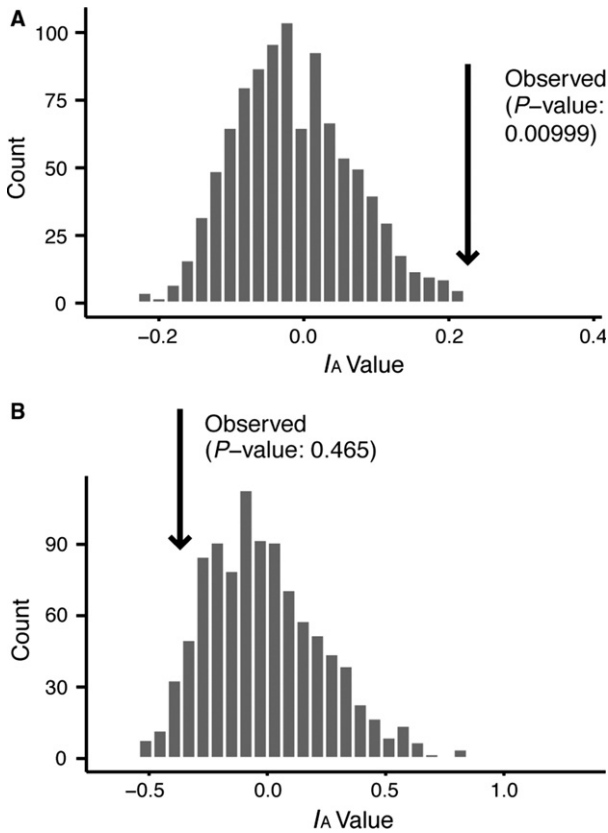 A
100
75
50
25
0
Count
Observed
(P–value:
0.00999)
−0.2
0.0
0.2
0.4
IA Value
B
Observed
(P–value: 0.465)
90
60
30
0
Count
−0.5
0.0
0.5
1.0
IA Value